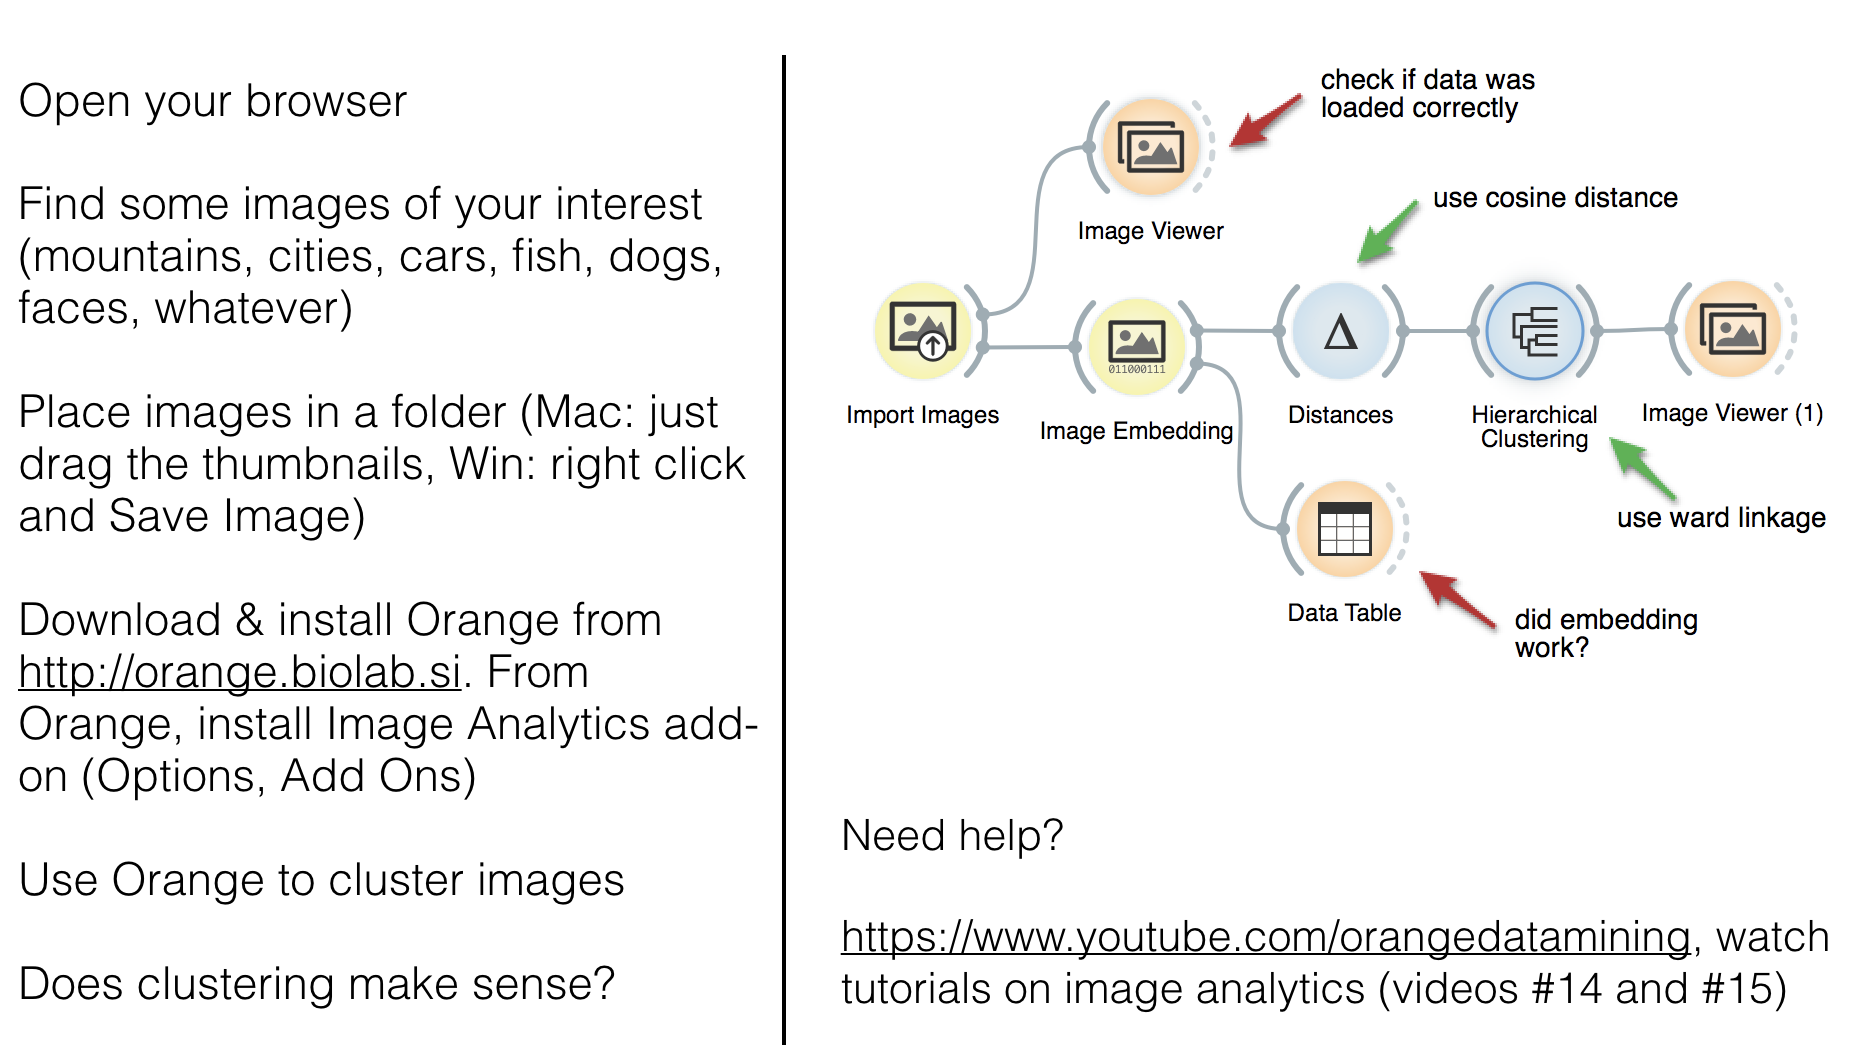 Open your browser
Find some images of your interest
(mountains, cities, cars, fish, dogs,
faces, whatever)
Place images in a folder (Mac: just
drag the thumbnails, Win: right click
and Save Image)
Download & install Orange from
http://orange.biolab.si. From
Orange, install Image Analytics add-
on (Options, Add Ons)
Use Orange to cluster images
Does clustering make sense?
check if data was
loaded correctly
Image Viewer
use cosine distance
Import Images
011000111
Image Embedding
Δ
Distances
Hierarchical
Clustering
Image Viewer (1)
use ward linkage
Data Table
did embedding
work?
Need help?
https://www.youtube.com/orangedatamining, watch
tutorials on image analytics (videos #14 and #15)